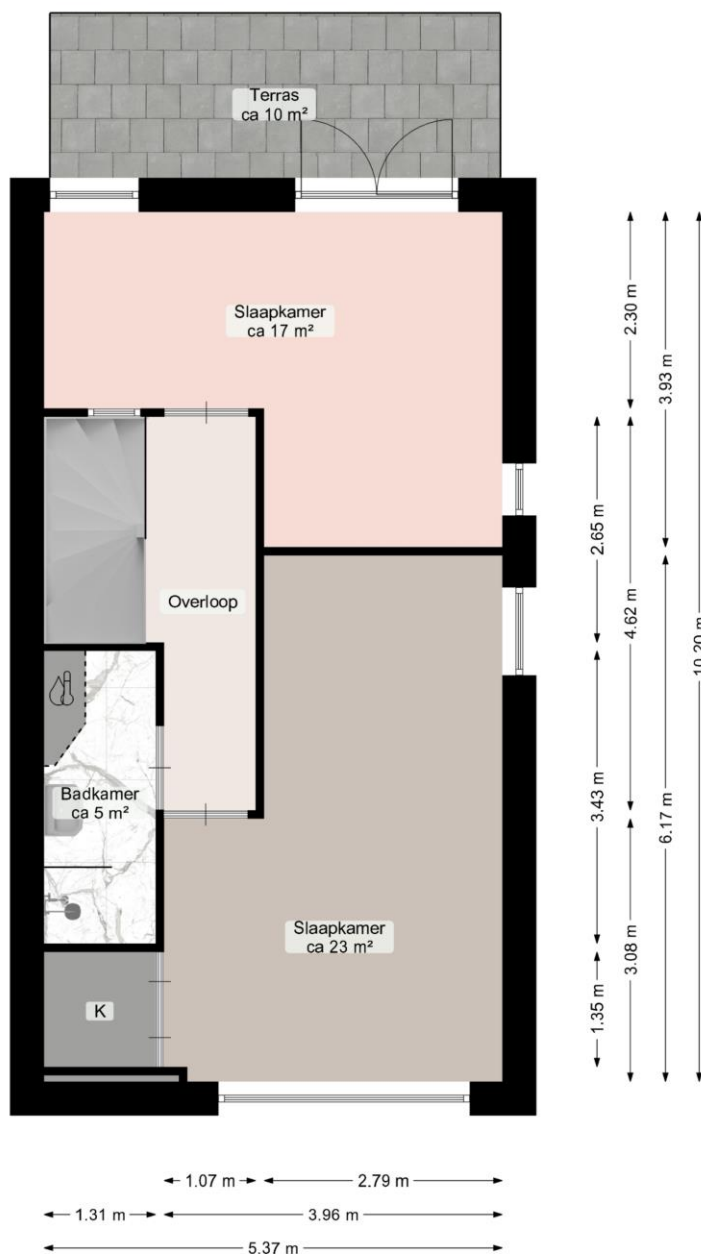 Terras
ca 10 m²
Slaapkamer
ca 17 m²
2.30 m
3.93 m
2.65 m
4.62 m
10.20 m
Overloop
Badkamer
ca 5 m²
3.43 m
6.17 m
Slaapkamer
ca 23 m²
3.08 m
1.35 m
K
1.07 m
2.79 m
1.31 m
3.96 m
5.37 m